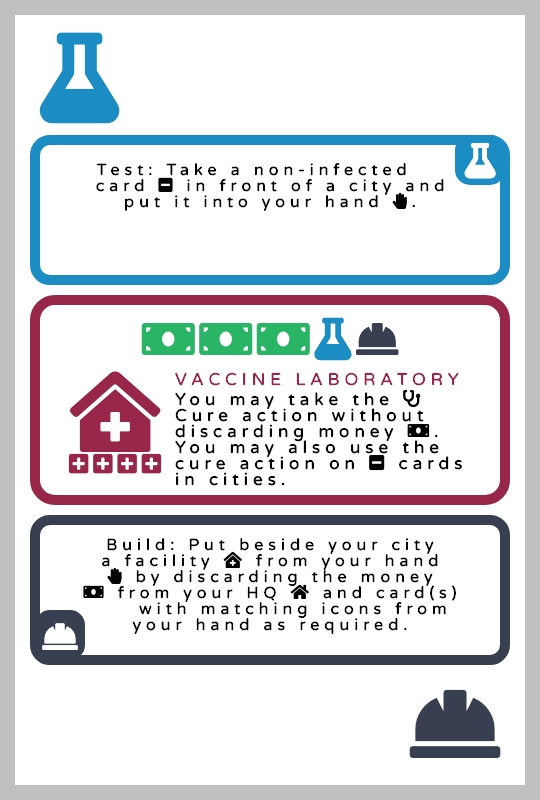 Test: Take a non-infected
card in front of a city and
put it into your hand .
VACCINE LABORATORY
You may take the
Cure action without
discarding money .
You may also use the
cure action on cards
in cities.
Build: Put beside your city
a facility from your hand
by discarding the money
from your HQ and card(s)
with matching icons from
your hand as required.